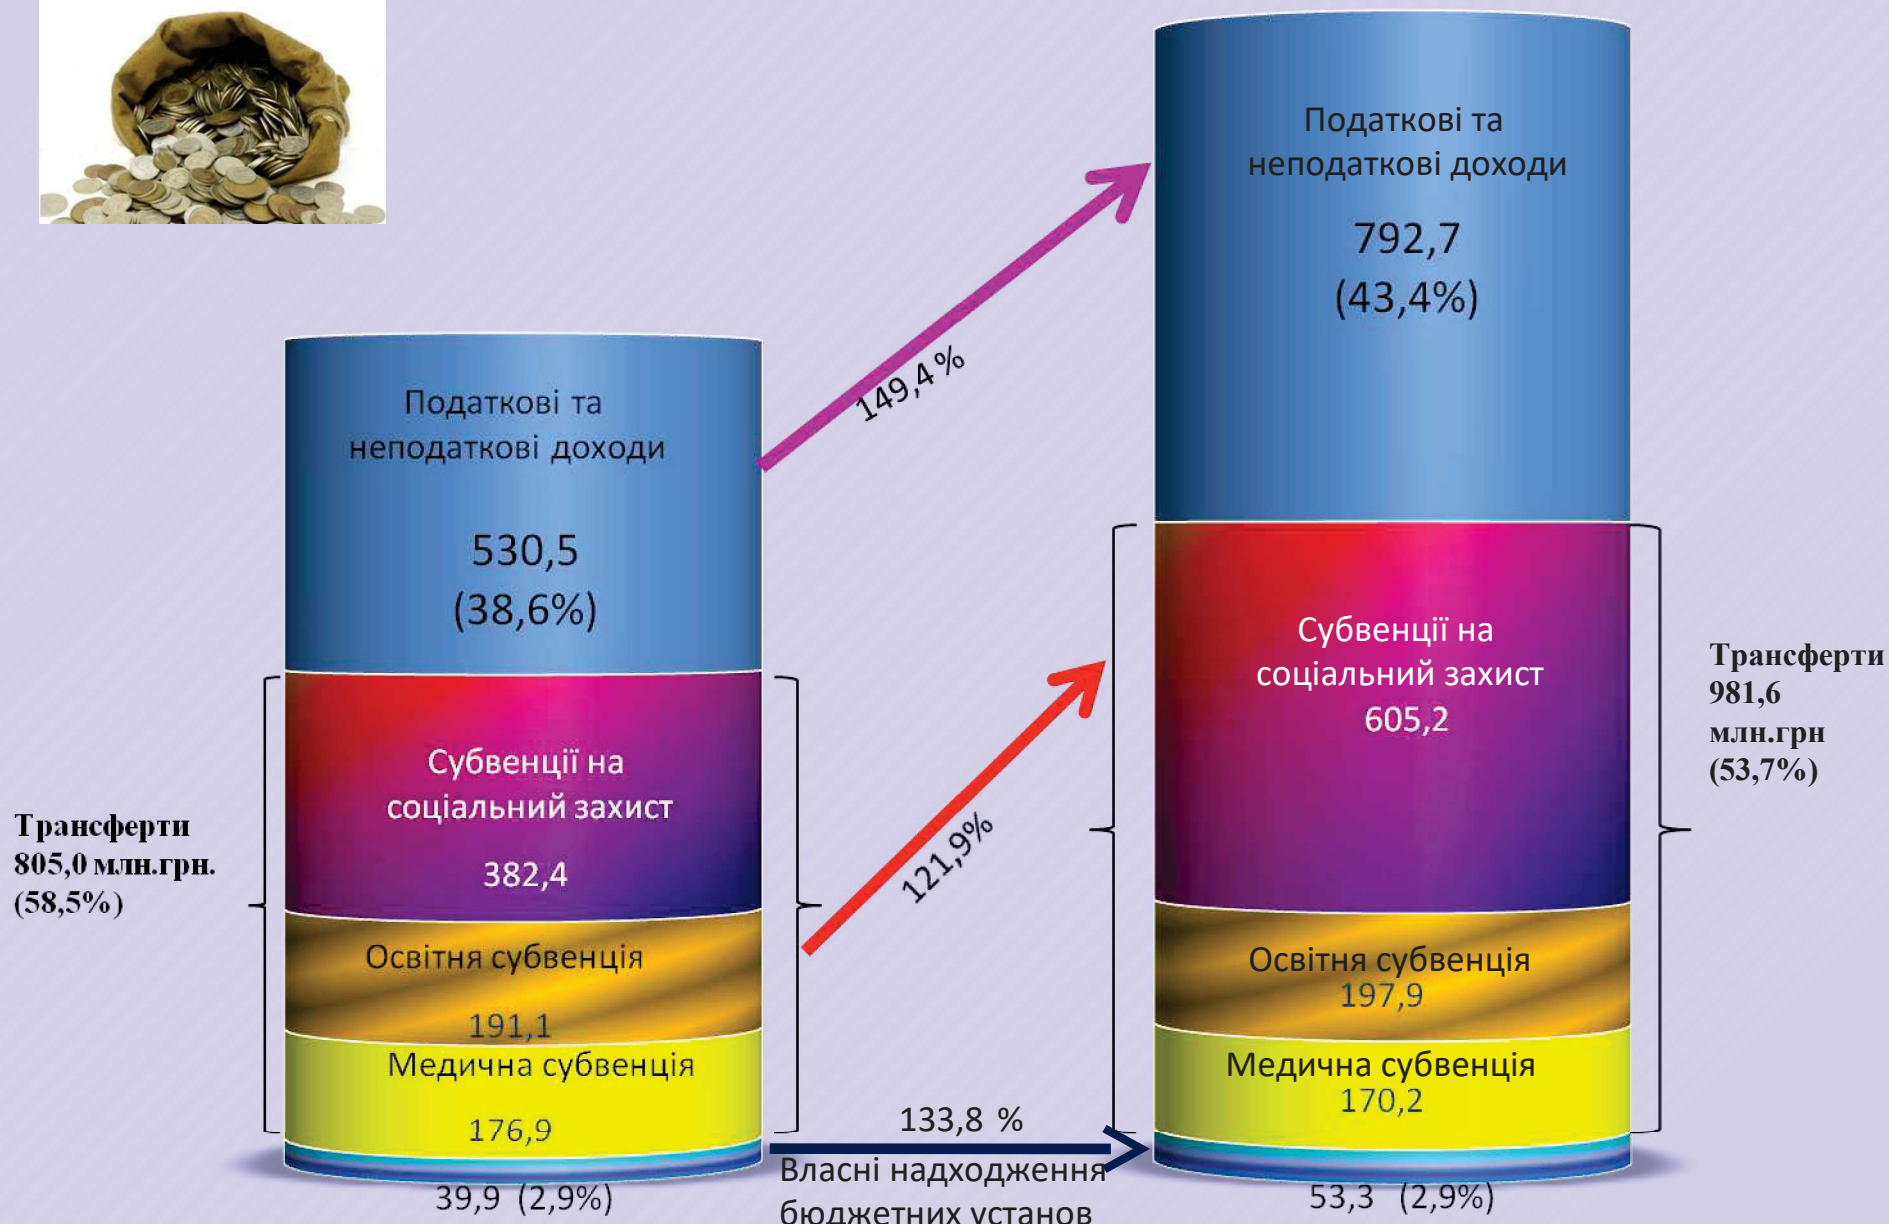 Податкові та
неподаткові доходи
530,5
(38,6%)
Субвенції на
соціальний захист
382,4
Освітня субвенція
191,1
Медична субвенція
176,9
39,9 (2,9%)
Трансферти
805,0 млн.грн.
(58,5%)
149,4 %
121,9%
133,8 %
Власні надходження
бюджетних установ
Податкові та
неподаткові доходи
792,7
(43,4%)
Субвенції на
соціальний захист
605,2
Освітня субвенція
197,9
Медична субвенція
170,2
53,3 (2,9%)
Трансферти
981,6
млн.грн
(53,7%)